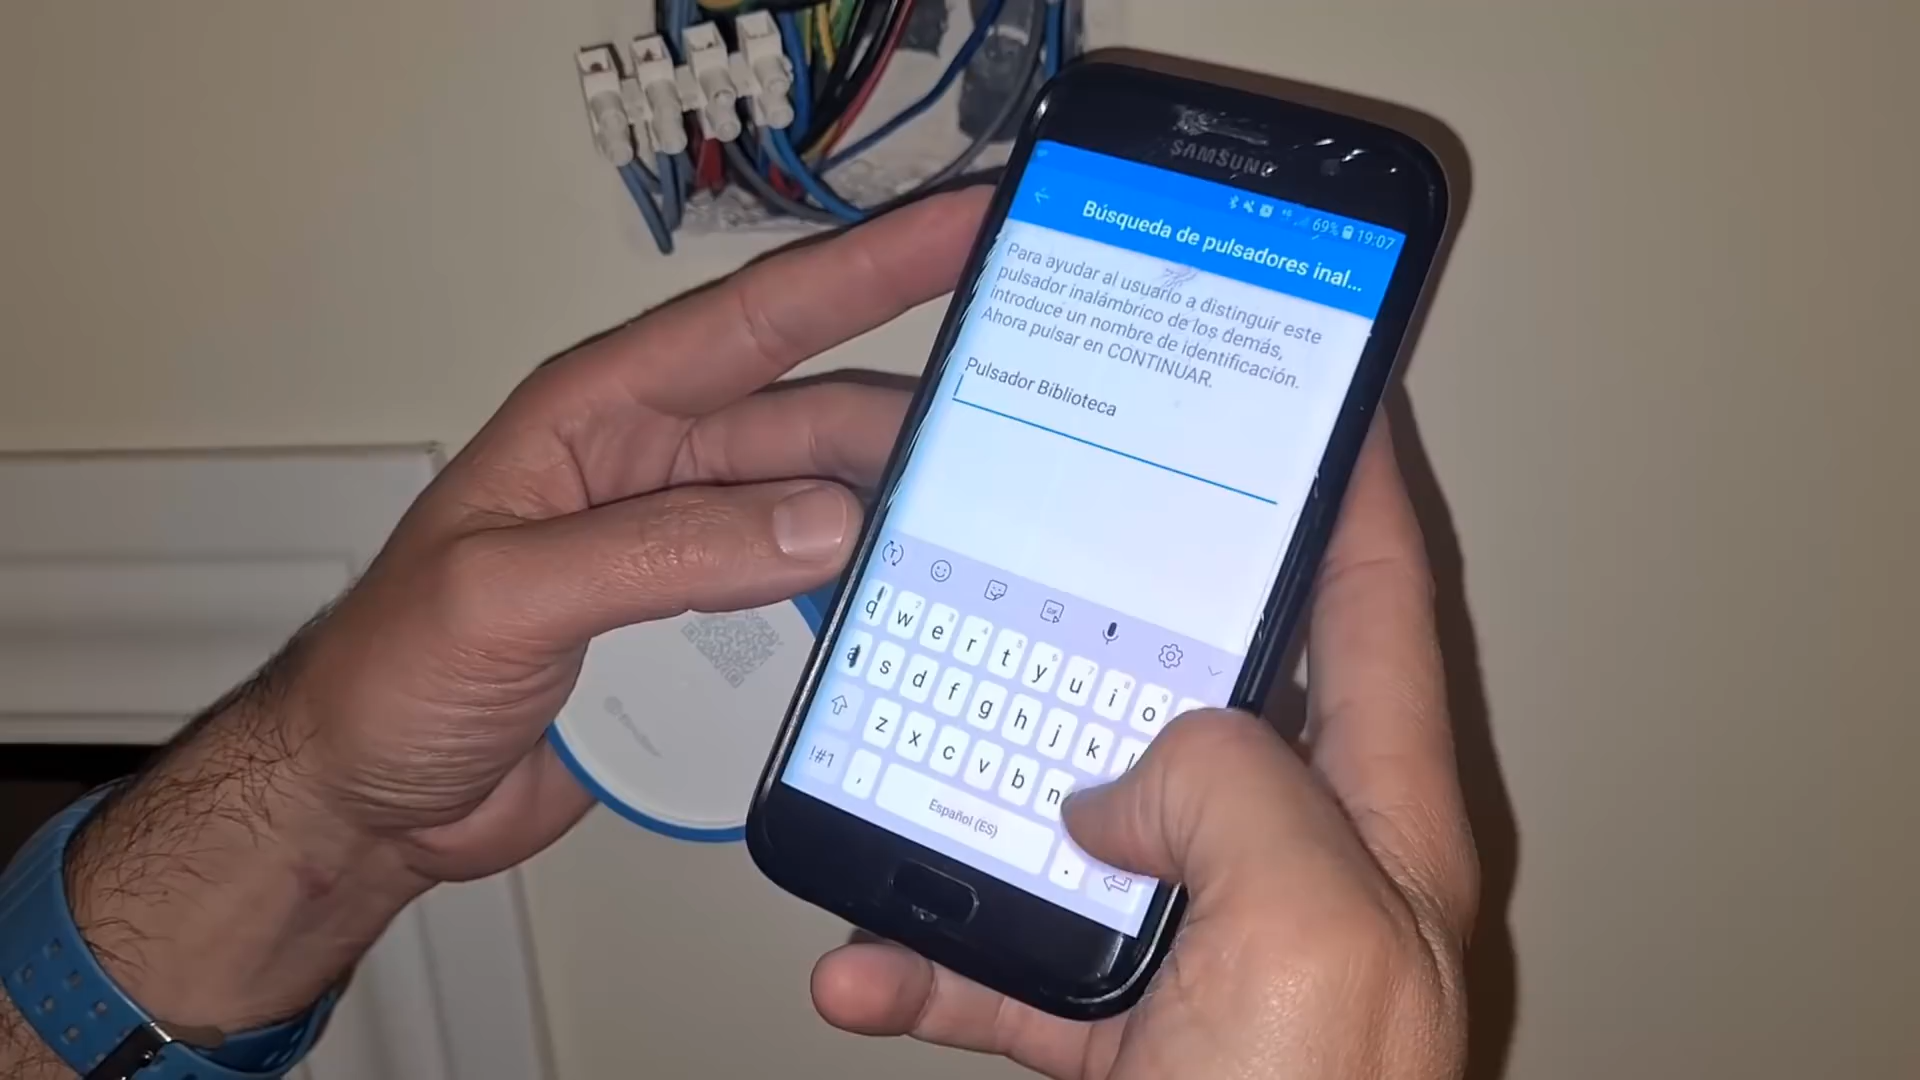 SAMSUNG
69% 19:07
Búsqueda de pulsadores inal...
Para ayudar al usuario a distinguir este
pulsador inalámbrico de los demás,
introduce un nombre de identificación.
Ahora pulsar en CONTINUAR.
Pulsador Biblioteca
q w e r t y u i o
a s d f g h j k l
z x c v b n
!#1 , Español (ES) .